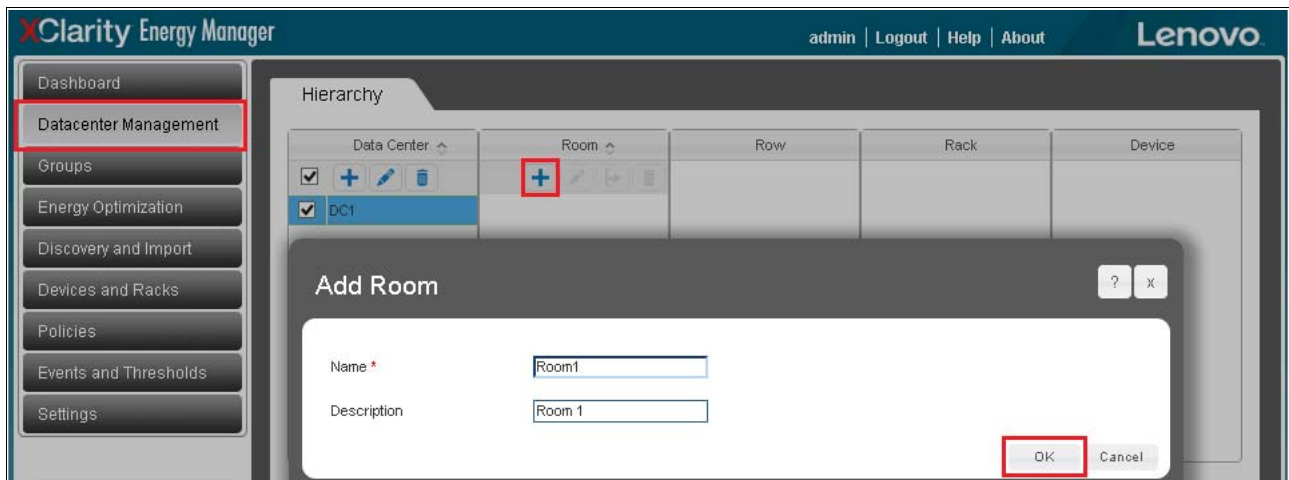 XClarity Energy Manager
admin | Logout | Help | About
Lenovo
Dashboard
Datacenter Management
Groups
Energy Optimization
Discovery and Import
Devices and Racks
Policies
Events and Thresholds
Settings
Hierarchy
Data Center Room Row Rack Device
DC1
Add Room
? x
Name * Room1
Description Room 1
OK Cancel